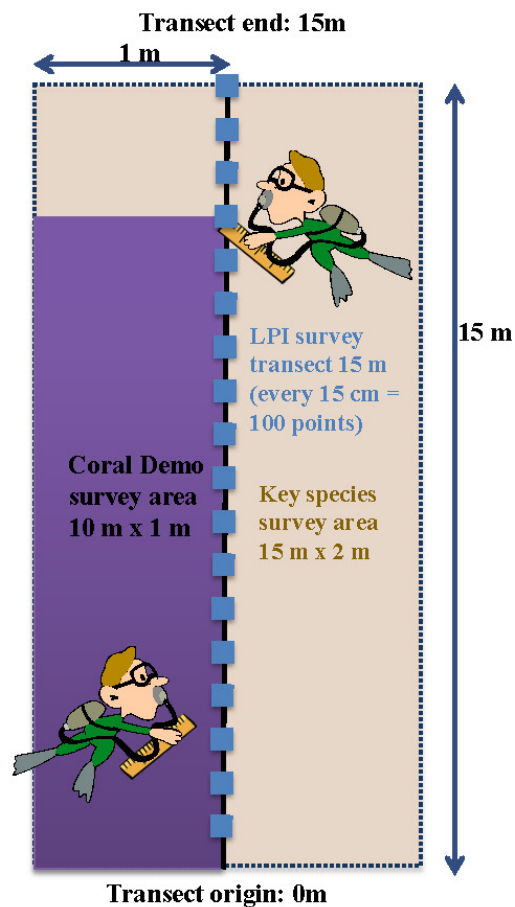 Transect end: 15m
1 m
15 m
LPI survey
transect 15 m
(every 15 cm =
100 points)
Coral Demo
survey area
10 m x 1 m
Key species
survey area
15 m x 2 m
Transect origin: 0m